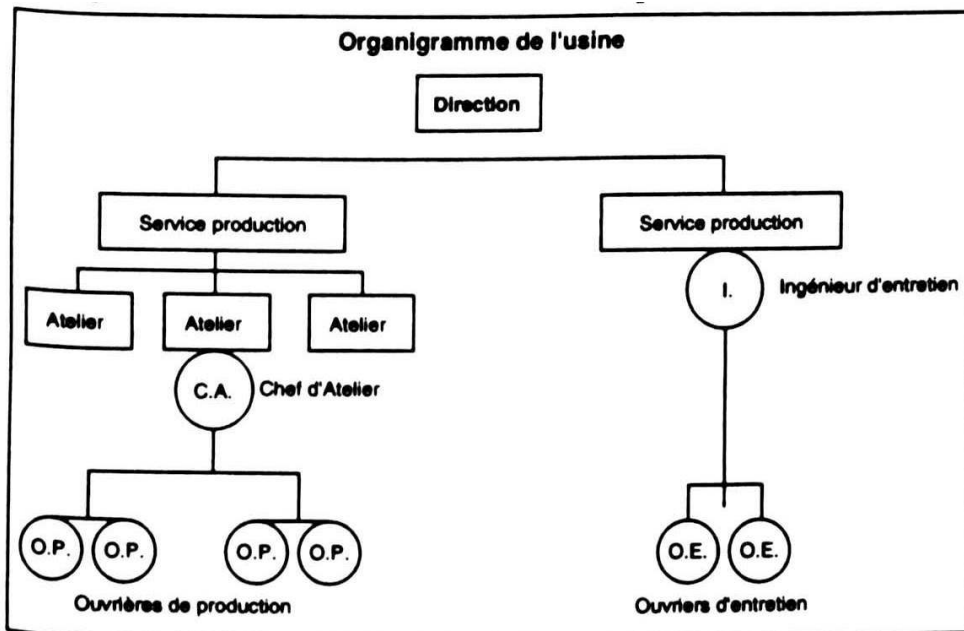 Organigramme de l'usine
Direction
Service production
Service production
I.
Ingénieur d'entretien
Atelier
Atelier
Atelier
C.A.
Chef d'Atelier
O.P.
O.P.
O.P.
O.P.
O.E.
O.E.
Ouvrières de production
Ouvriers d'entretien